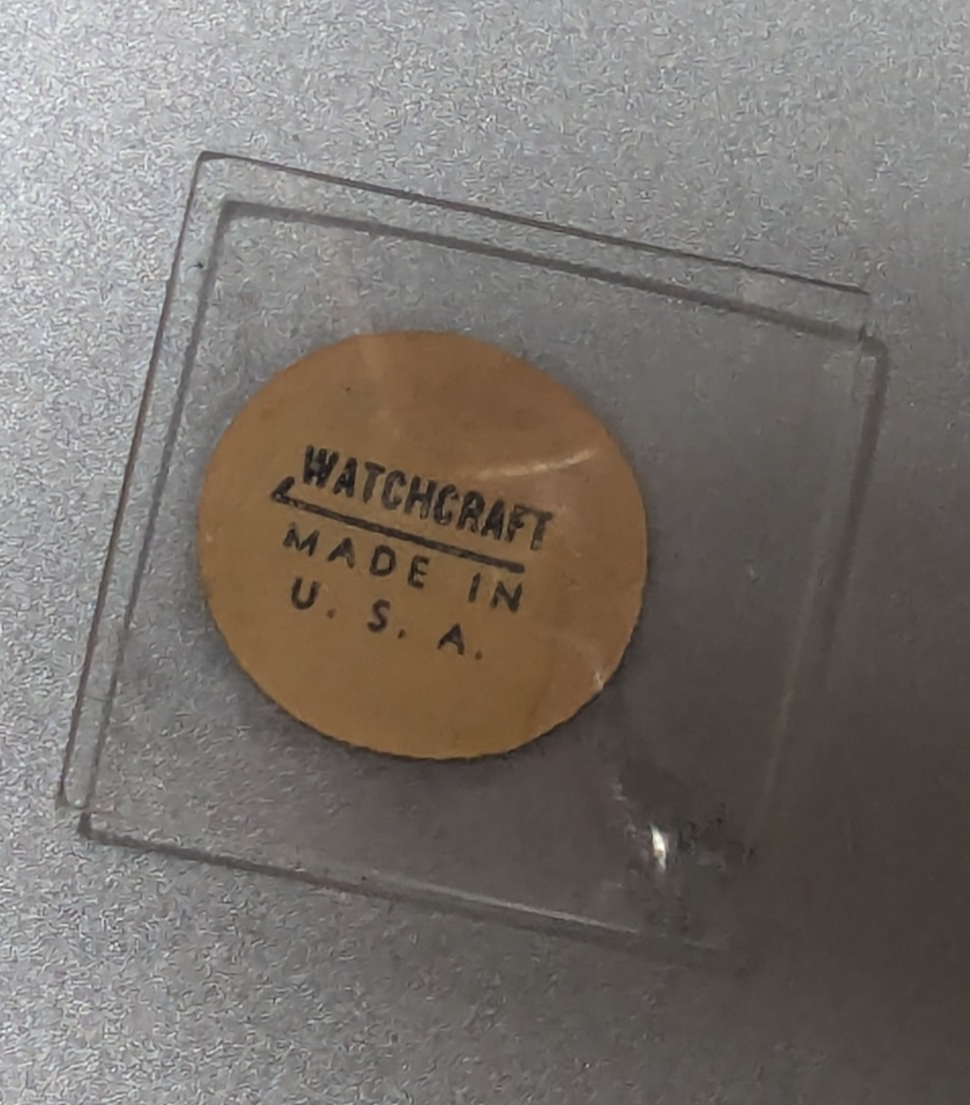 WATCHCRAFT
MADE IN
U. S. A.